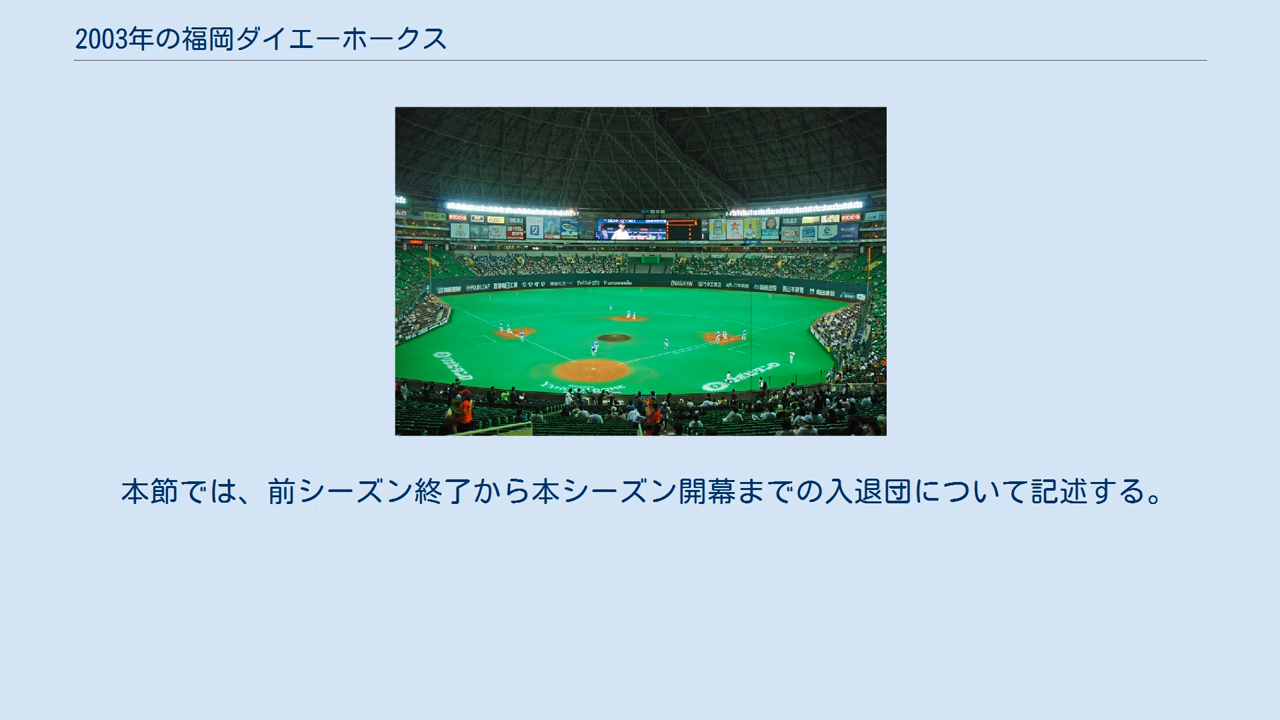 2003年の福岡ダイエーホークス
本節では、前シーズン終了から本シーズン開幕までの入退団について記述する。